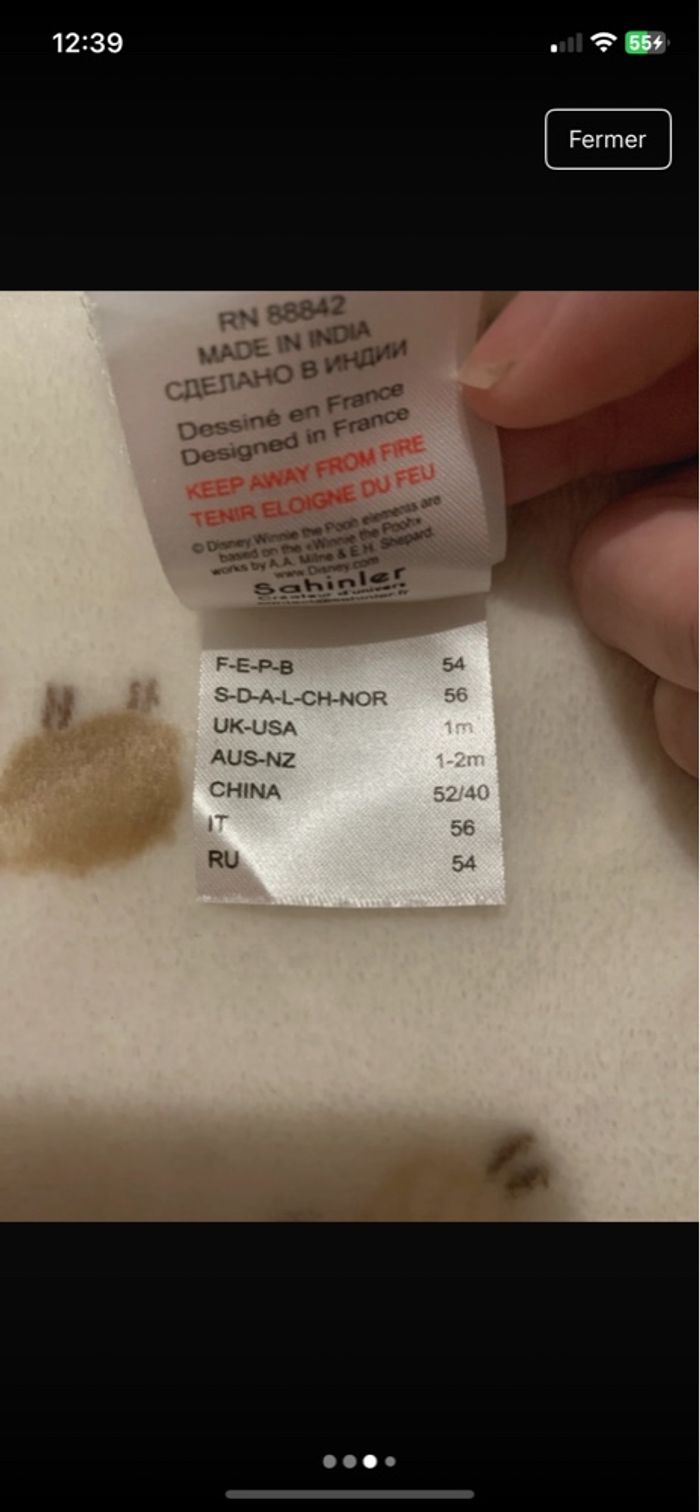 12:39
55
Fermer
RN 88842
MADE IN INDIA
СДЕЛАНО В ИНДИИ
Dessiné en France
Designed in France
KEEP AWAY FROM FIRE
TENIR ELOIGNE DU FEU
© Disney Winnie the Pooh elements are
based on the «Winnie the Pooh»
works by A.A. Milne & E.H. Shepard.
www.Disney.com
Sahinler
Créateur d'univers
F-E-P-B 54
S-D-A-L-CH-NOR 56
UK-USA 1m
AUS-NZ 1-2m
CHINA 52/40
IT 56
RU 54